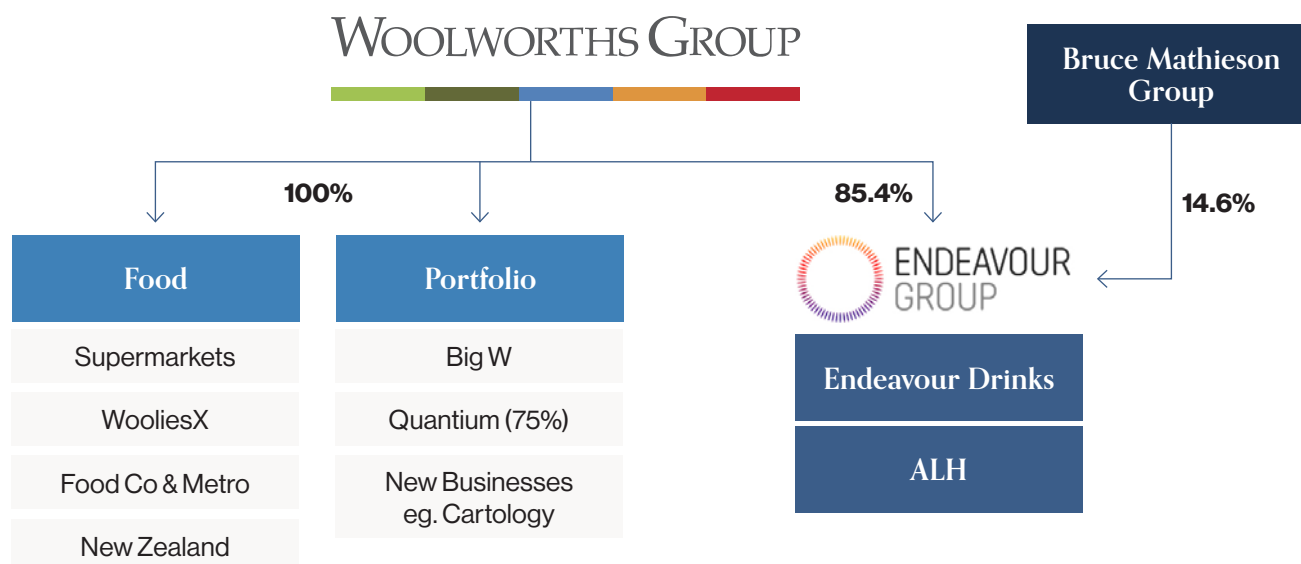 WOOLWORTHS GROUP
Bruce Mathieson
Group
100%
85.4%
14.6%
Food
Supermarkets
WooliesX
Food Co & Metro
New Zealand
Portfolio
Big W
Quantium (75%)
New Businesses
eg. Cartology
ENDEAVOUR
GROUP
Endeavour Drinks
ALH